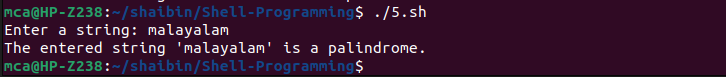 mca@HP-Z238:~/shaibin/Shell-Programming$ ./5.sh
Enter a string: malayalam
The entered string 'malayalam' is a palindrome.
mca@HP-Z238:~/shaibin/Shell-Programming$